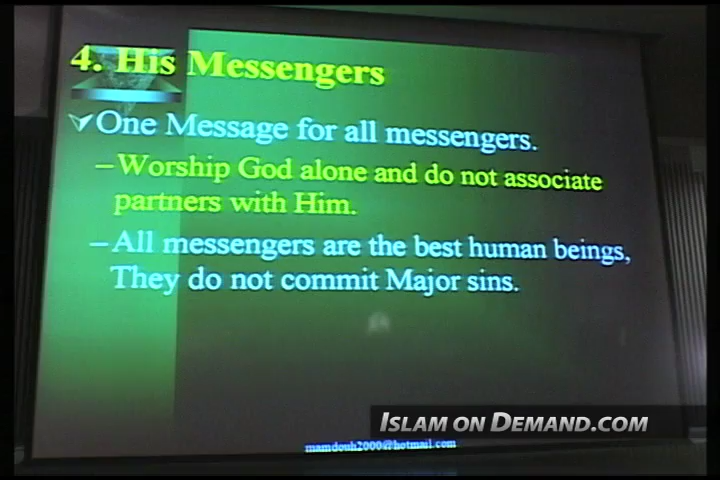 4. His Messengers
One Message for all messengers.
–Worship God alone and do not associate
partners with Him.
–All messengers are the best human beings,
They do not commit Major sins.
ISLAM ON DEMAND.COM
mamdouh2000@hotmail.com